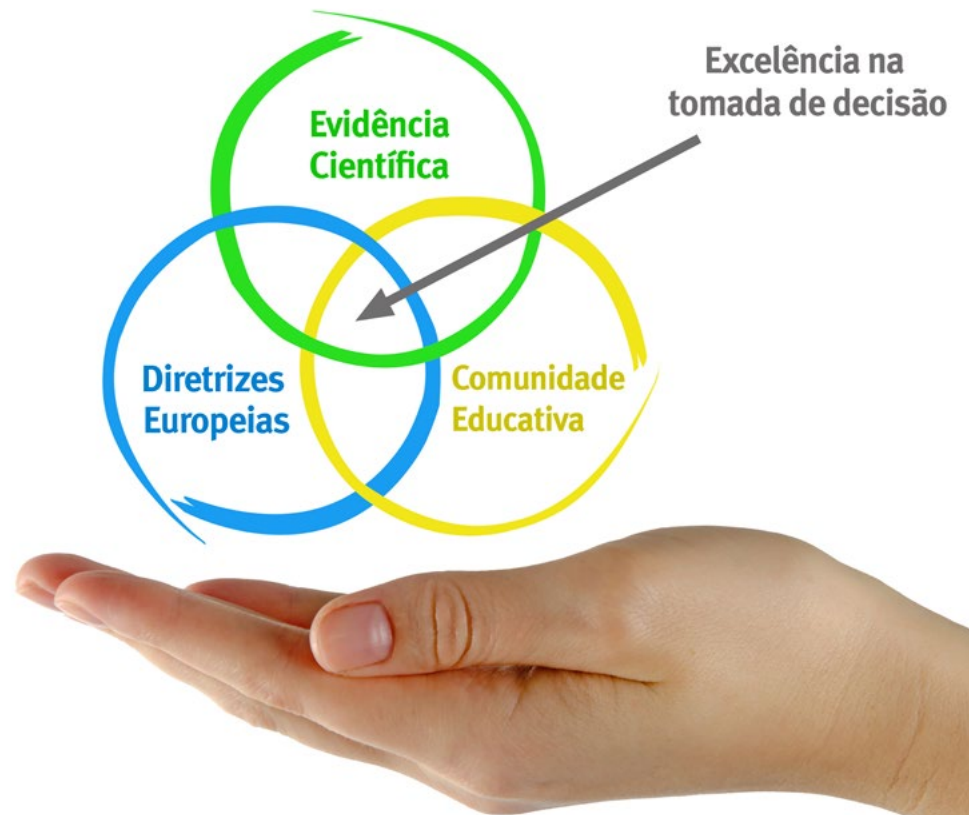 Excelência na
tomada de decisão
Evidência
Científica
Diretrizes
Europeias
Comunidade
Educativa